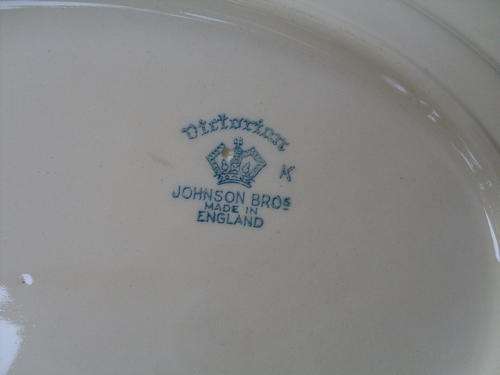 Victorian
K
JOHNSON BROS
MADE IN
ENGLAND